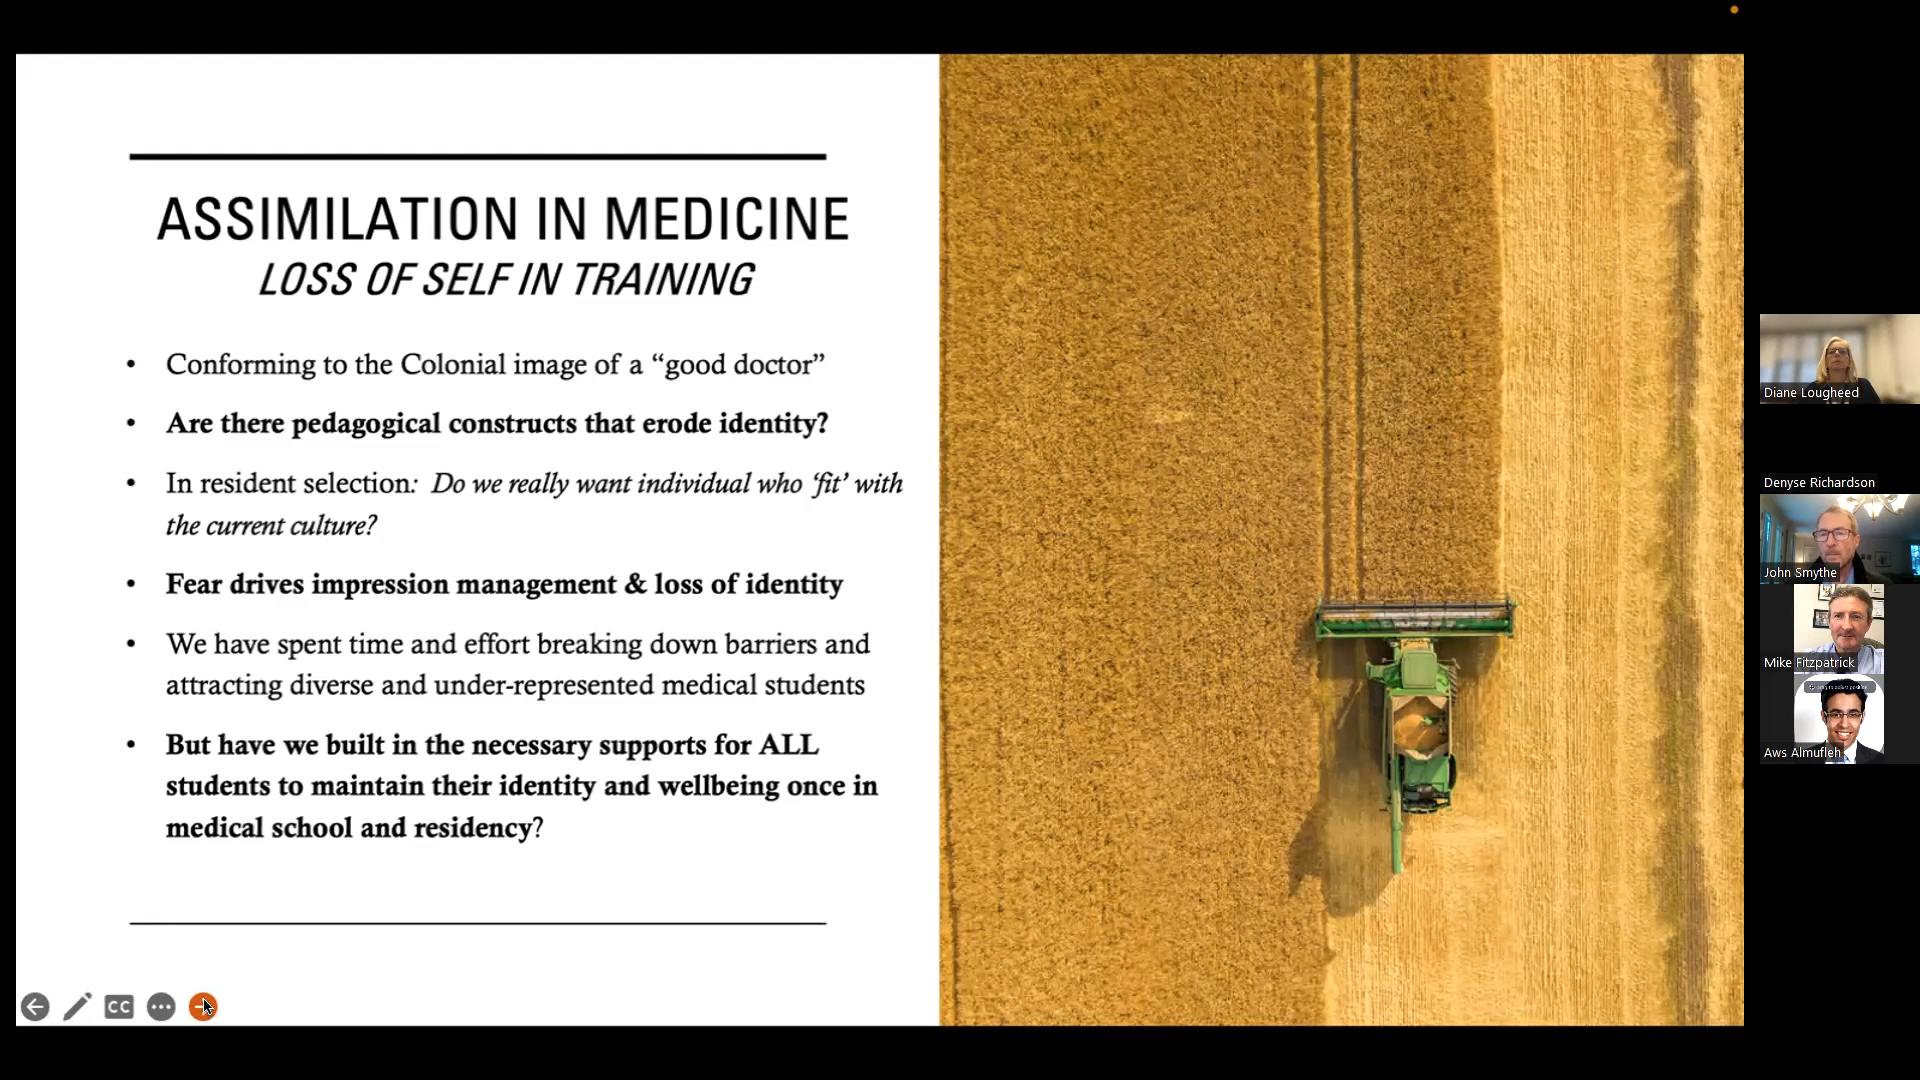 ASSIMILATION IN MEDICINE
LOSS OF SELF IN TRAINING
• Conforming to the Colonial image of a “good doctor”
• Are there pedagogical constructs that erode identity?
• In resident selection: Do we really want individual who ‘fit’ with
the current culture?
• Fear drives impression management & loss of identity
• We have spent time and effort breaking down barriers and
attracting diverse and under-represented medical students
• But have we built in the necessary supports for ALL
students to maintain their identity and wellbeing once in
medical school and residency?
CC
Diane Lougheed
Denyse Richardson
John Smythe
Mike Fitzpatrick
Aws Almufleh